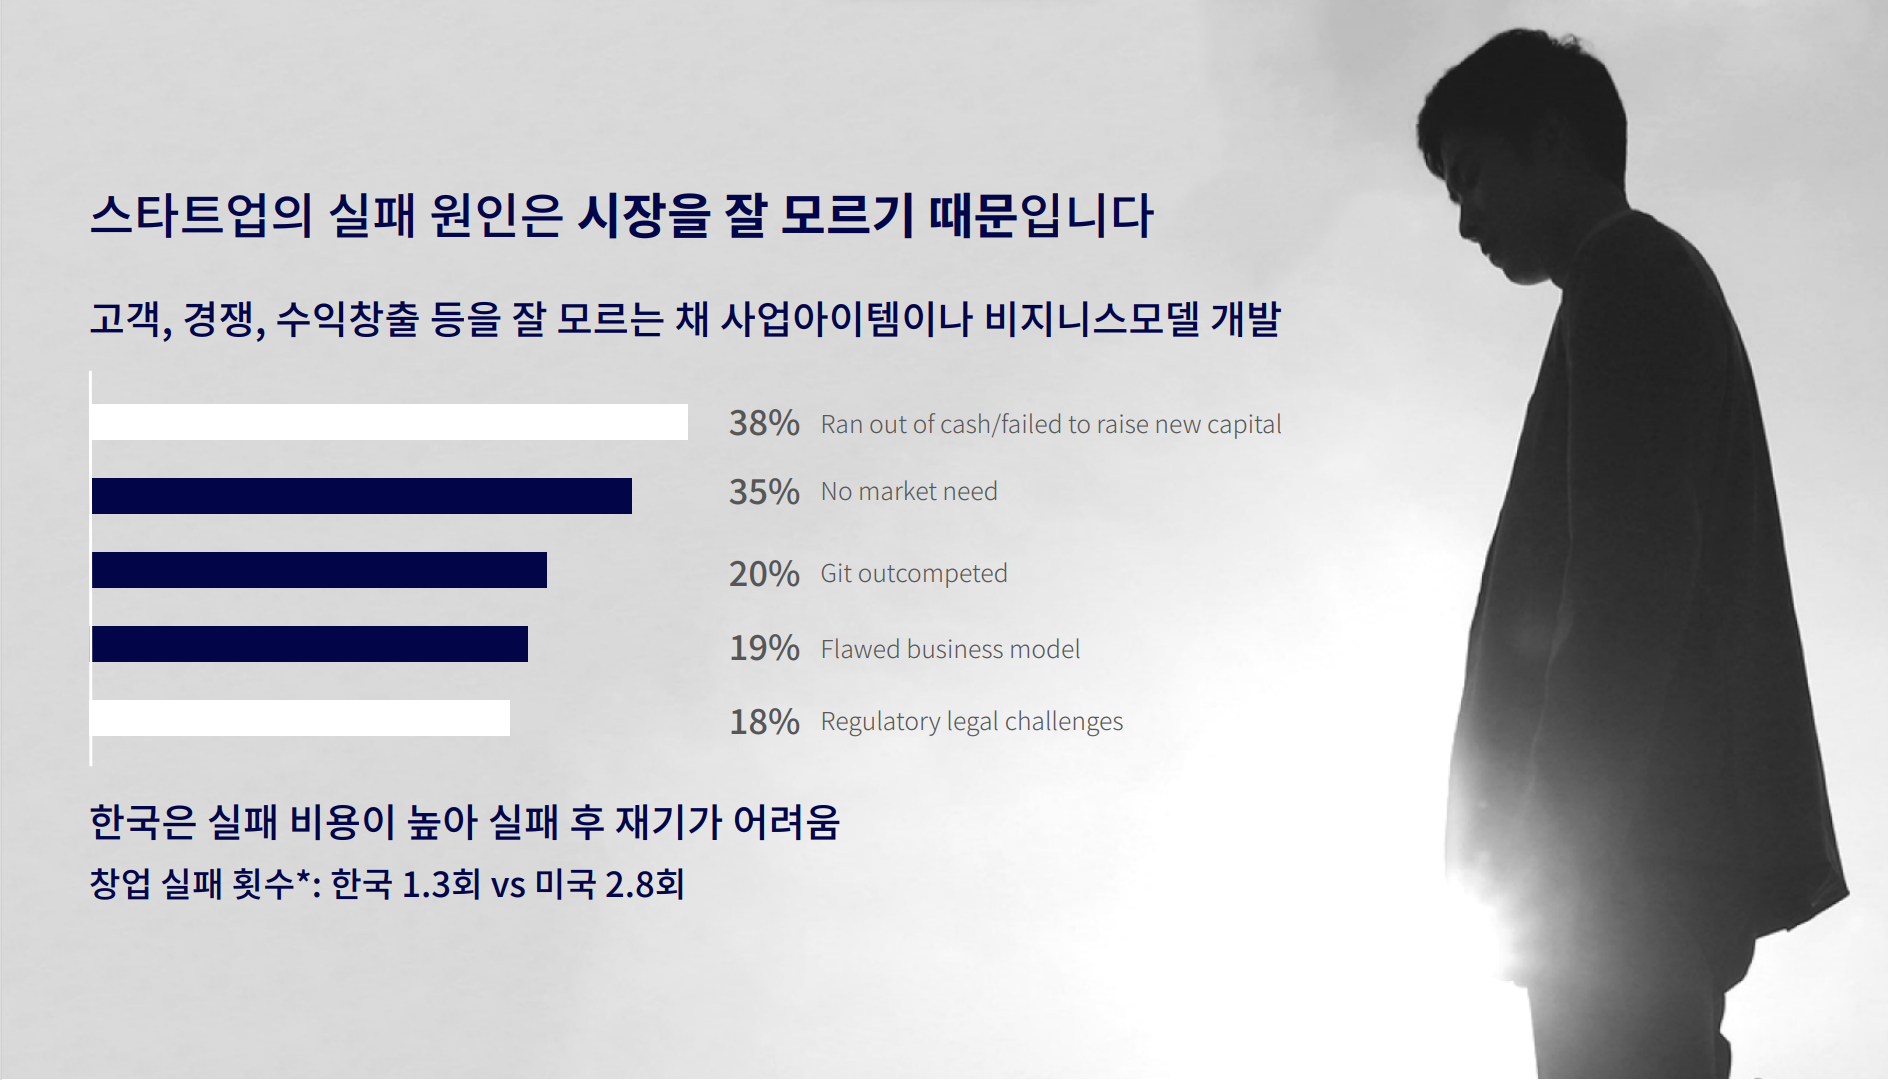 스타트업의 실패 원인은 시장을 잘 모르기 때문입니다
고객, 경쟁, 수익창출 등을 잘 모르는 채 사업아이템이나 비지니스모델 개발
38% Ran out of cash/failed to raise new capital
35% No market need
20% Git outcompeted
19% Flawed business model
18% Regulatory legal challenges
한국은 실패 비용이 높아 실패 후 재기가 어려움
창업 실패 횟수*: 한국 1.3회 vs 미국 2.8회